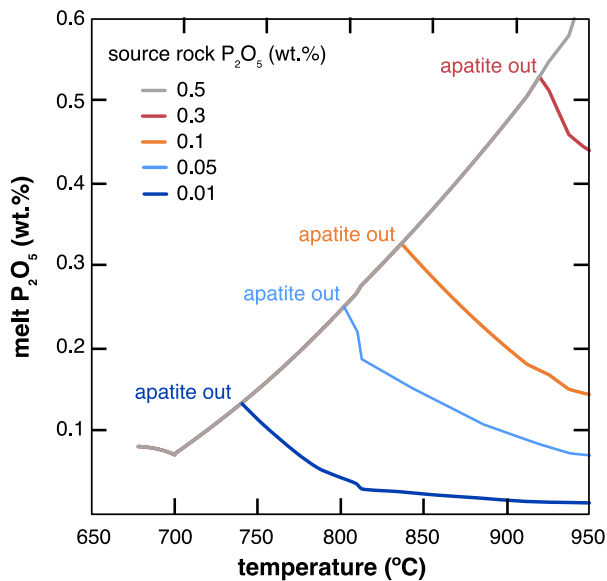 0.6
source rock P₂O₅ (wt.%)
0.5
0.3
0.1
0.05
0.01
apatite out
0.5
0.4
apatite out
0.3
apatite out
0.2
apatite out
0.1
melt P₂O₅ (wt.%)
650 700 750 800 850 900 950
temperature (ºC)